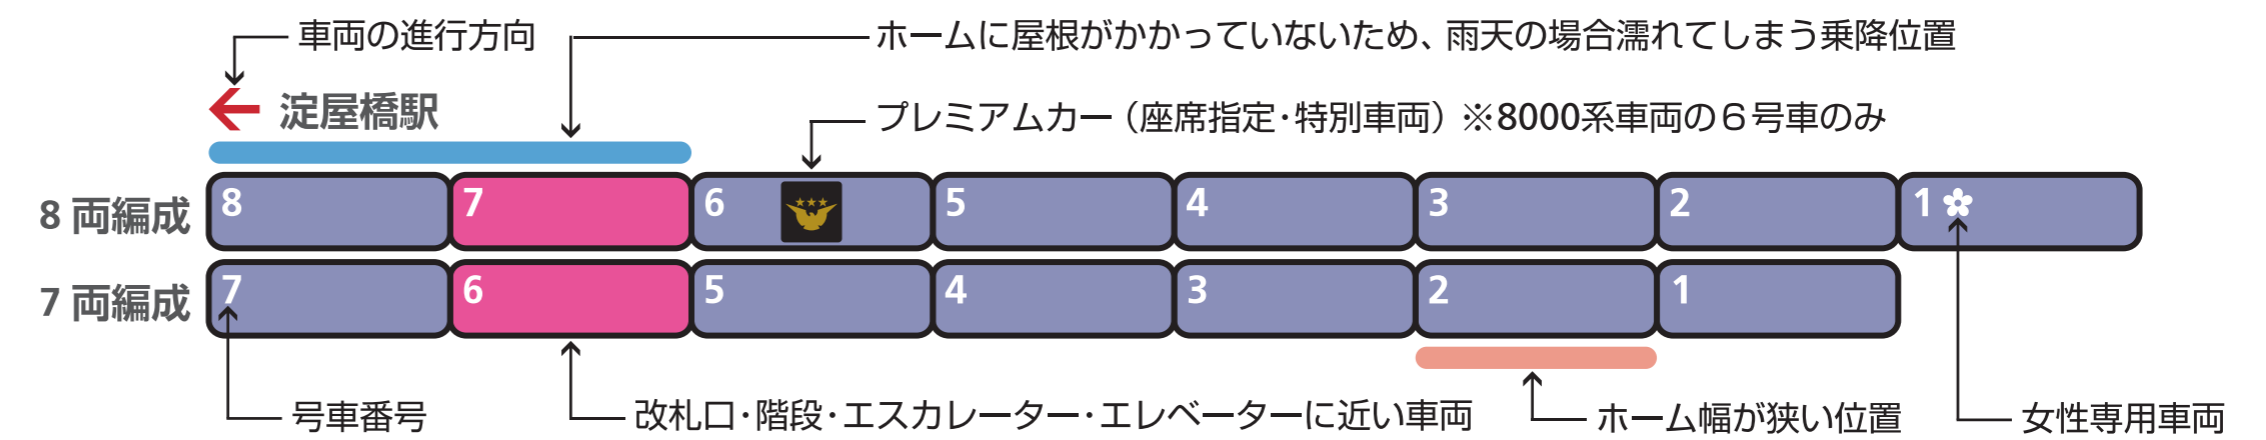 車両の進行方向
ホームに屋根がかかっていないため、雨天の場合濡れてしまう乗降位置
淀屋橋駅
プレミアムカー（座席指定・特別車両）※8000系車両の６号車のみ
8 両編成 8 7 6 5 4 3 2 1
7 両編成 7 6 5 4 3 2 1
号車番号
改札口・階段・エスカレーター・エレベーターに近い車両
ホーム幅が狭い位置
女性専用車両